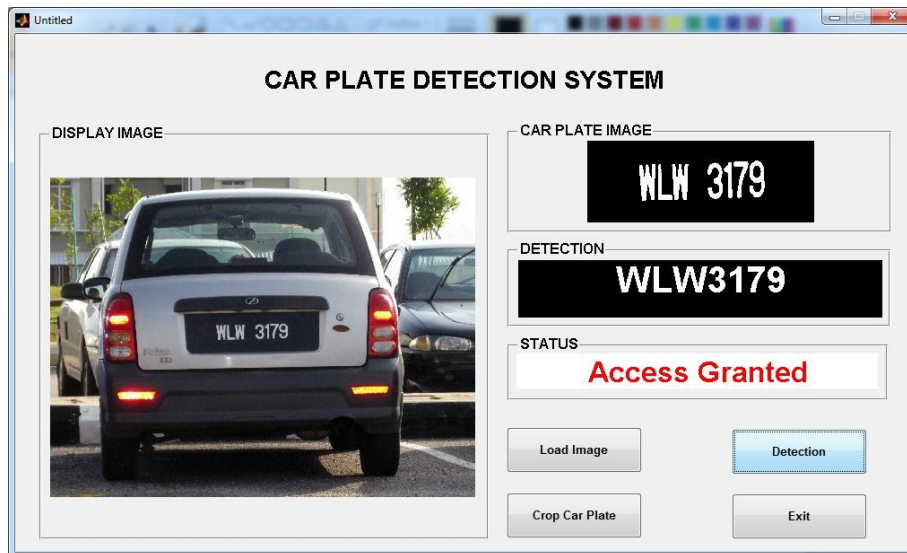 Untitled
CAR PLATE DETECTION SYSTEM
DISPLAY IMAGE
WLW 3179
CAR PLATE IMAGE
WLW 3179
DETECTION
WLW3179
STATUS
Access Granted
Load Image
Detection
Crop Car Plate
Exit